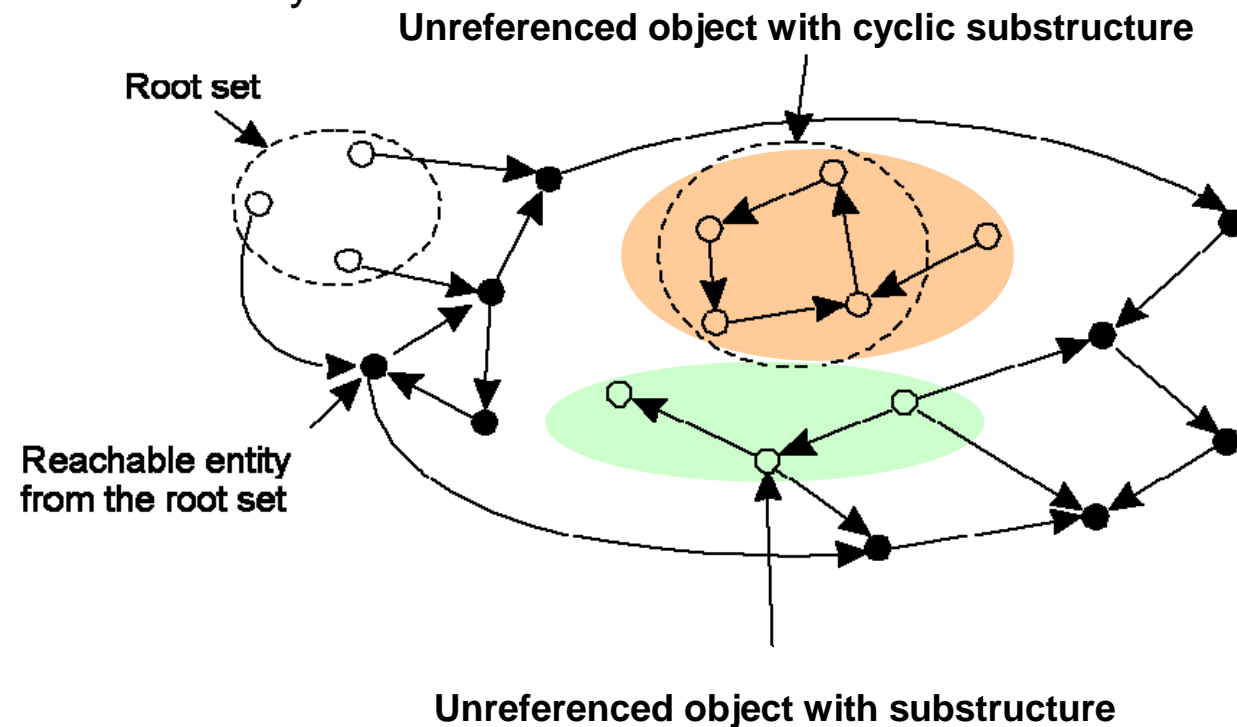 Unreferenced object with cyclic substructure
Root set
Reachable entity
from the root set
Unreferenced object with substructure